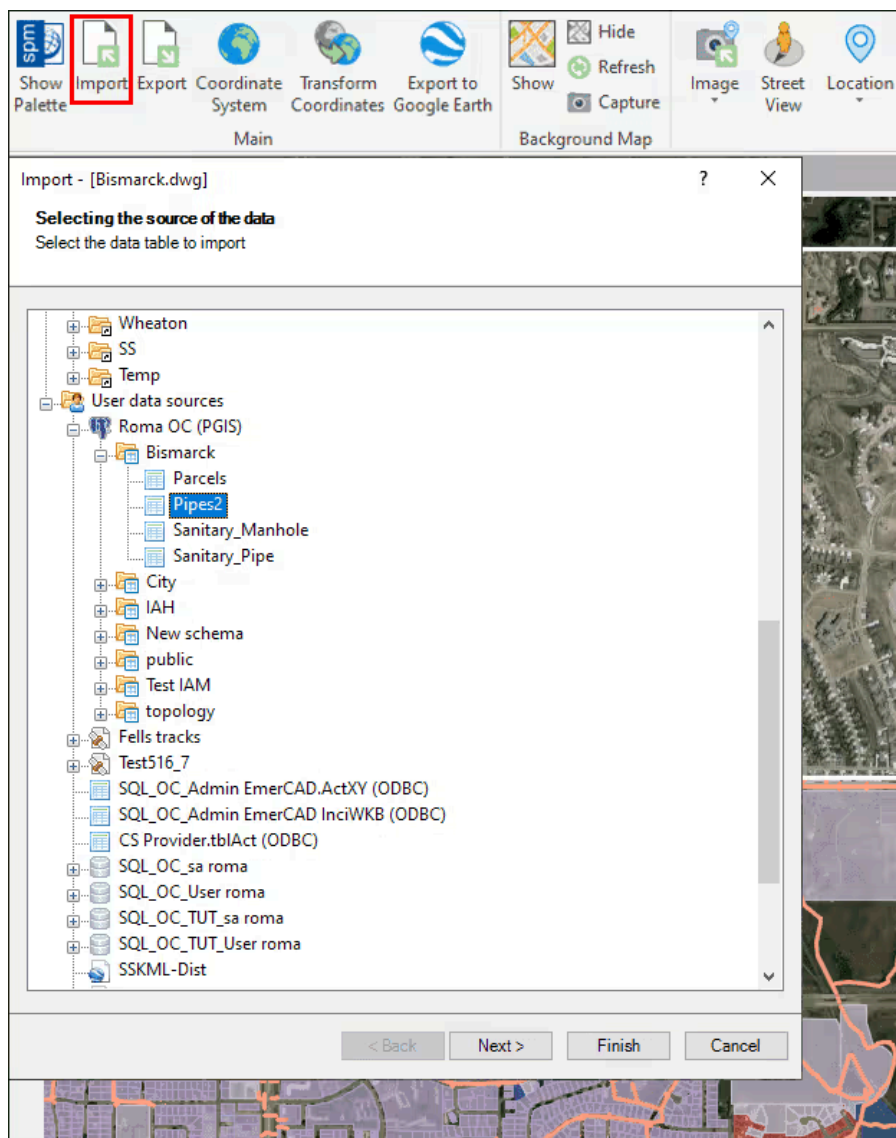 spm
Show
Palette
Import
Export
Coordinate
System
Transform
Coordinates
Export to
Google Earth
Main
Show
Hide
Refresh
Capture
Background Map
Image
Street
View
Location
Import - [Bismarck.dwg]
?
Selecting the source of the data
Select the data table to import
Wheaton
SS
Temp
User data sources
Roma OC (PGIS)
Bismarck
Parcels
Pipes2
Sanitary_Manhole
Sanitary_Pipe
City
IAH
New schema
public
Test IAM
topology
Fells tracks
Test516_7
SQL_OC_Admin EmerCAD.ActXY (ODBC)
SQL_OC_Admin EmerCAD InciWKB (ODBC)
CS Provider.tblAct (ODBC)
SQL_OC_sa roma
SQL_OC_User roma
SQL_OC_TUT_sa roma
SQL_OC_TUT_User roma
SSKML-Dist
< Back
Next >
Finish
Cancel